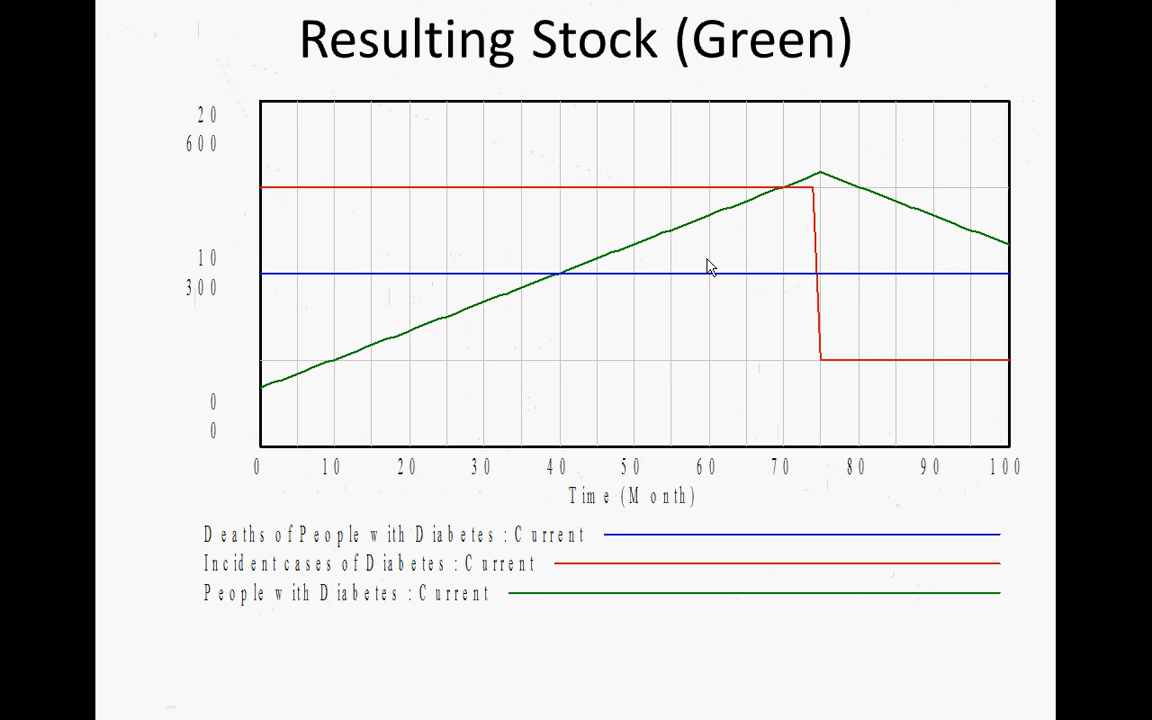 Resulting Stock (Green)
20
600
10
300
0
0
0 10 20 30 40 50 60 70 80 90 100
Time (Month)
Deaths of People with Diabetes : Current
Incident cases of Diabetes : Current
People with Diabetes : Current